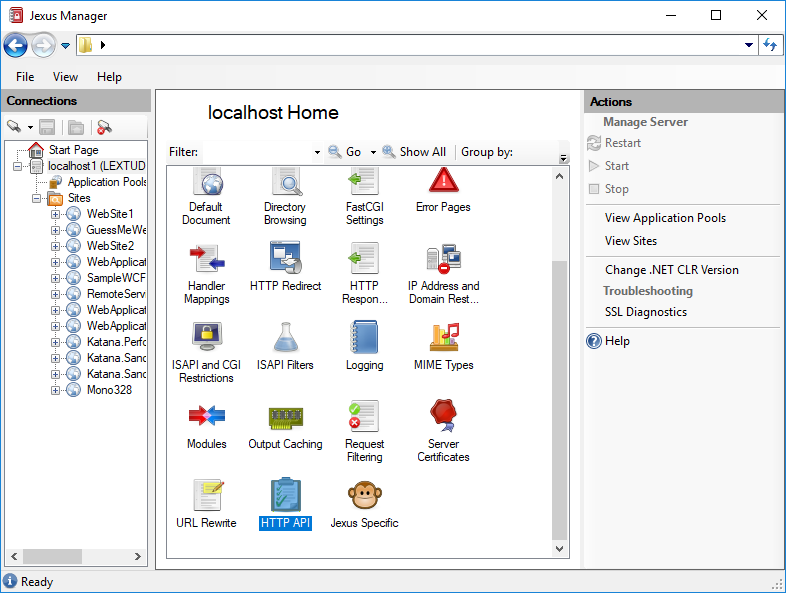 Jexus Manager
File View Help
Connections
Start Page
localhost1 (LEXTUD
Application Pools
Sites
WebSite1
GuessMeWe
WebSite2
WebApplicat
SampleWCF
RemoteServ
WebApplicat
WebApplicat
Katana.Perfo
Katana.Sand
Katana.Sand
Mono328
localhost Home
Filter: Go Show All Group by:
Default
Document
Directory
Browsing
FastCGI
Settings
Error Pages
Handler
Mappings
HTTP Redirect
HTTP
Respon...
IP Address and
Domain Rest...
ISAPI and CGI
Restrictions
ISAPI Filters
Logging
MIME Types
Modules
Output Caching
Request
Filtering
Server
Certificates
URL Rewrite
HTTP API
Jexus Specific
Actions
Manage Server
Restart
Start
Stop
View Application Pools
View Sites
Change .NET CLR Version
Troubleshooting
SSL Diagnostics
Help
Ready